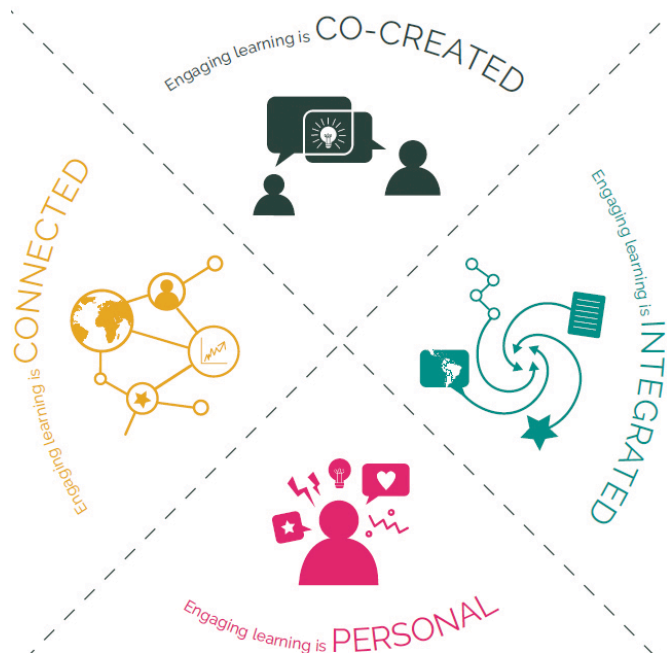 Engaging learning is CO-CREATED
Engaging learning is CONNECTED
Engaging learning is INTEGRATED
Engaging learning is PERSONAL